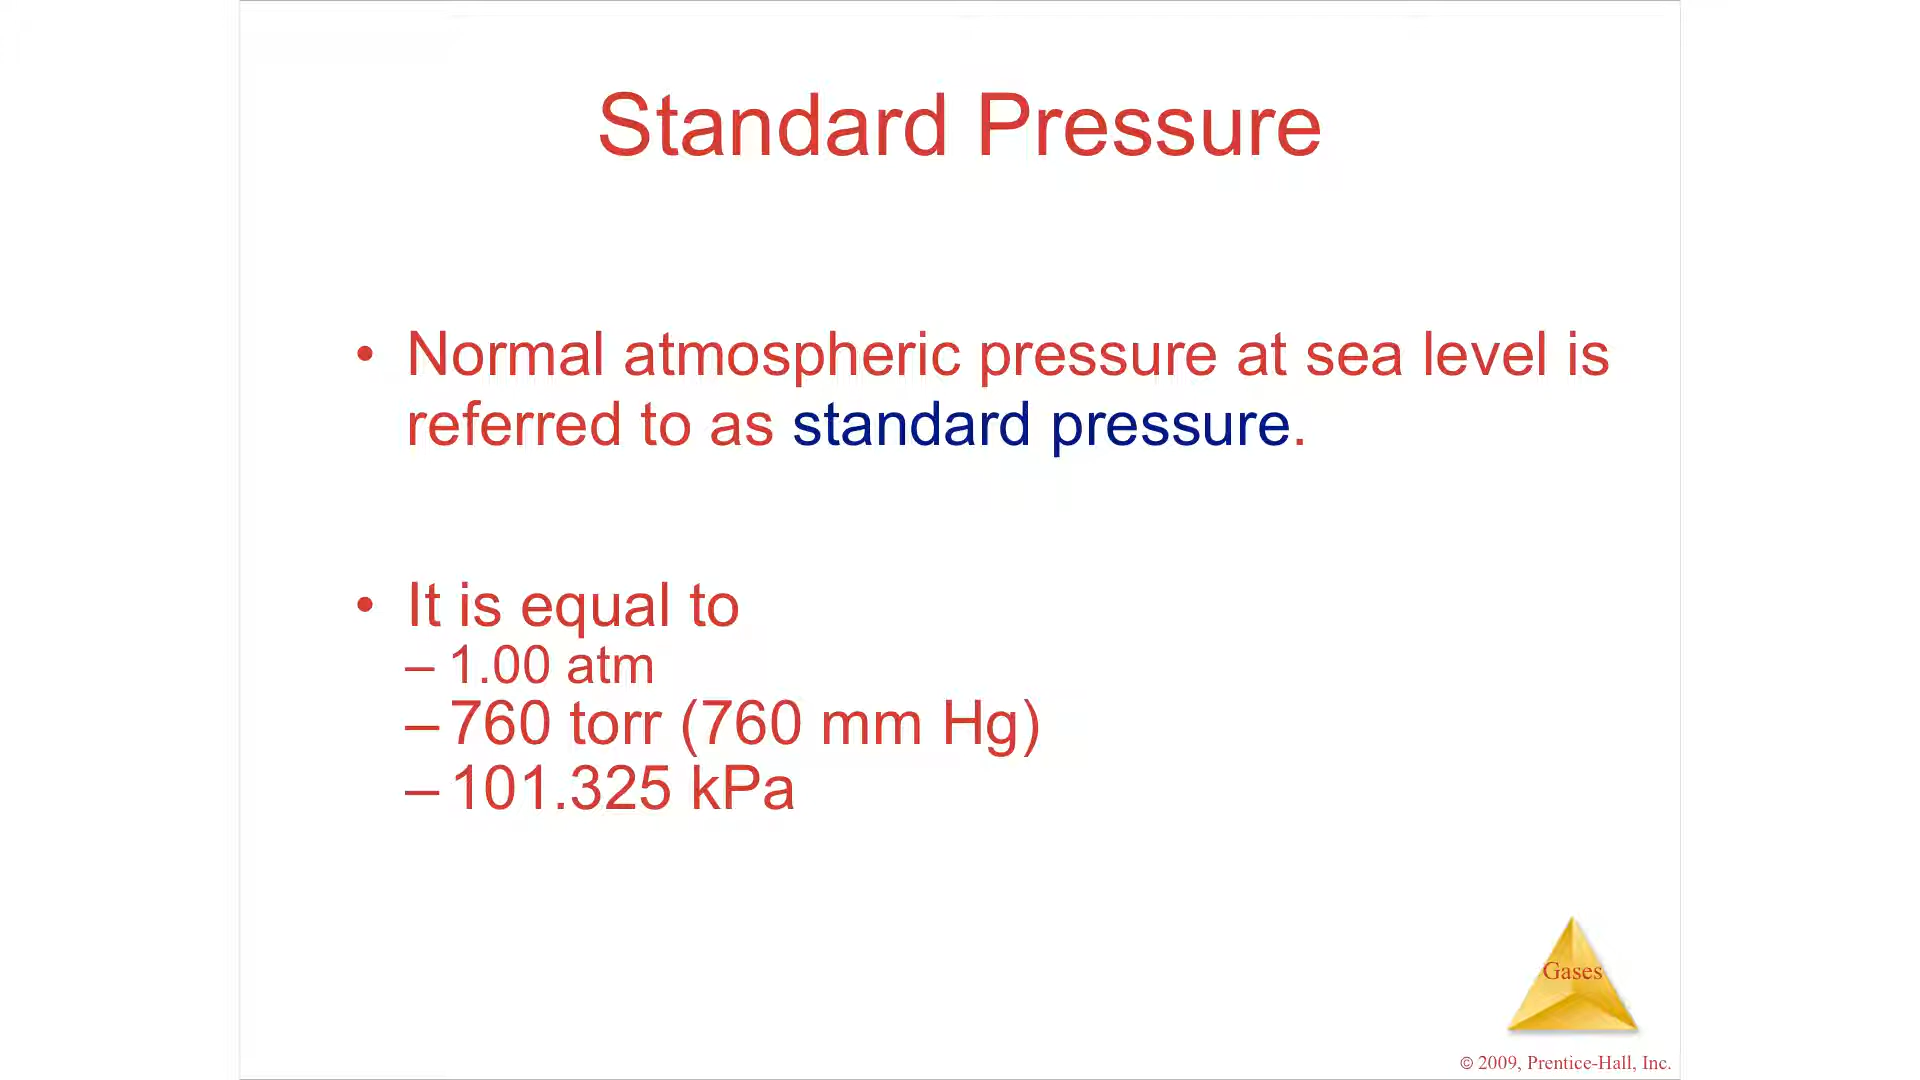 Standard Pressure
• Normal atmospheric pressure at sea level is
referred to as standard pressure.
• It is equal to
– 1.00 atm
– 760 torr (760 mm Hg)
– 101.325 kPa
Gases
© 2009, Prentice-Hall, Inc.